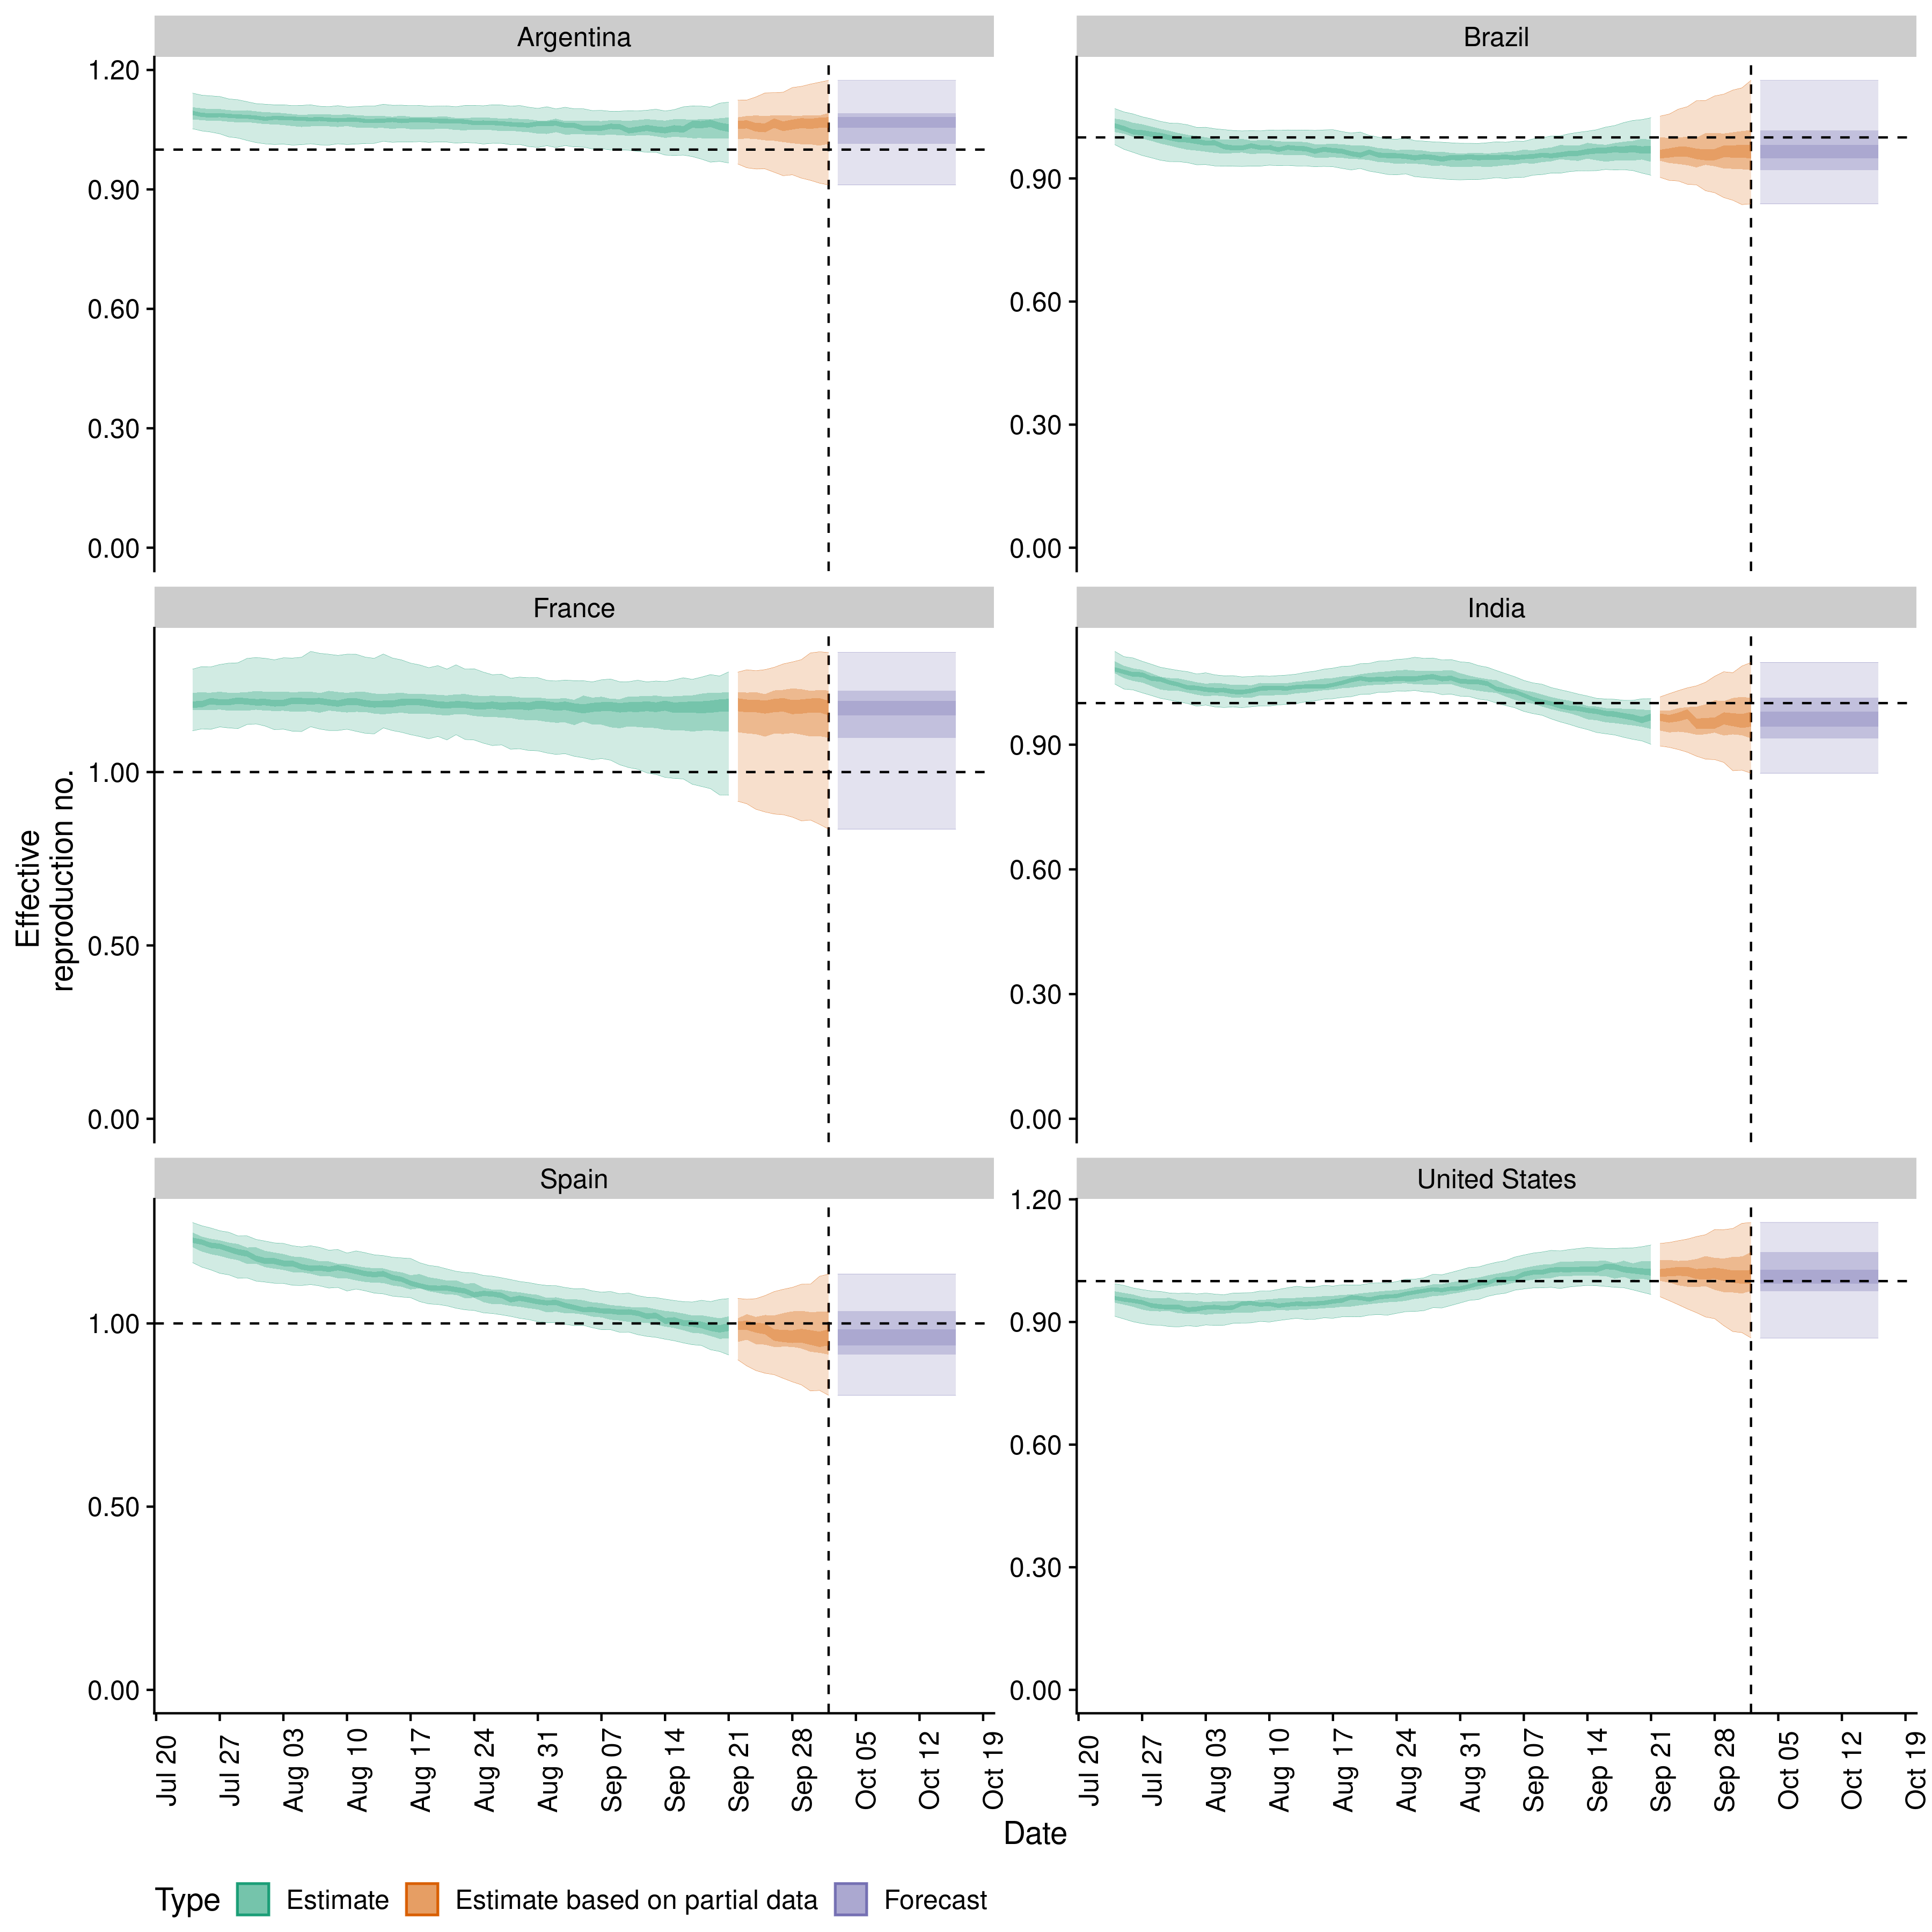 Argentina
Brazil
1.20
0.90
0.60
0.30
0.00
0.90
0.60
0.30
0.00
France
India
1.00
0.50
0.00
0.90
0.60
0.30
0.00
Effective
reproduction no.
Spain
United States
1.00
0.50
0.00
1.20
0.90
0.60
0.30
0.00
Jul 20
Jul 27
Aug 03
Aug 10
Aug 17
Aug 24
Aug 31
Sep 07
Sep 14
Sep 21
Sep 28
Oct 05
Oct 12
Oct 19
Jul 20
Jul 27
Aug 03
Aug 10
Aug 17
Aug 24
Aug 31
Sep 07
Sep 14
Sep 21
Sep 28
Oct 05
Oct 12
Oct 19
Date
Type Estimate Estimate based on partial data Forecast